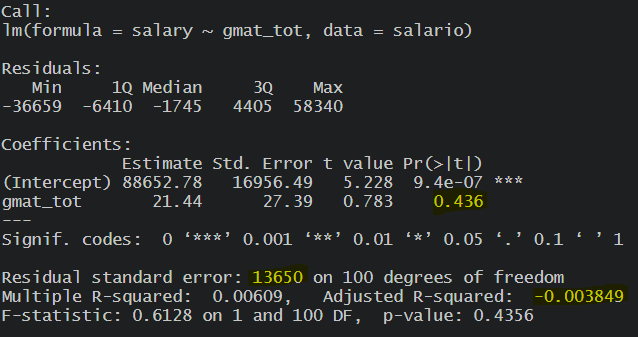 Call:
lm(formula = salary ~ gmat_tot, data = salario)
Residuals:
Min 1Q Median 3Q Max
-36659 -6410 -1745 4405 58340
Coefficients:
Estimate Std. Error t value Pr(>|t|)
(Intercept) 88652.78 16956.49 5.228 9.4e-07 ***
gmat_tot 21.44 27.39 0.783 0.436
---
Signif. codes: 0 ‘***’ 0.001 ‘**’ 0.01 ‘*’ 0.05 ‘.’ 0.1 ‘ ’ 1
Residual standard error: 13650 on 100 degrees of freedom
Multiple R-squared: 0.00609, Adjusted R-squared: -0.003849
F-statistic: 0.6128 on 1 and 100 DF, p-value: 0.4356